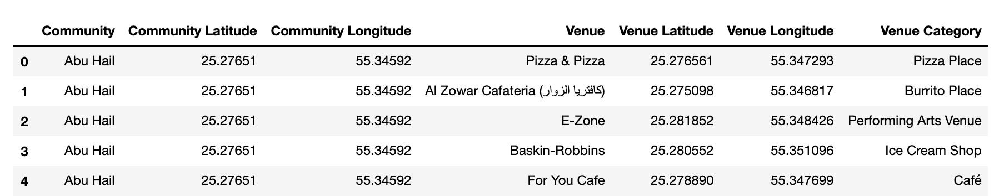 Community Community Latitude Community Longitude Venue Venue Latitude Venue Longitude Venue Category
0 Abu Hail 25.27651 55.34592 Pizza & Pizza 25.276561 55.347293 Pizza Place
1 Abu Hail 25.27651 55.34592 Al Zowar Cafateria (كافتريا الزوار) 25.275098 55.346817 Burrito Place
2 Abu Hail 25.27651 55.34592 E-Zone 25.281852 55.348426 Performing Arts Venue
3 Abu Hail 25.27651 55.34592 Baskin-Robbins 25.280552 55.351096 Ice Cream Shop
4 Abu Hail 25.27651 55.34592 For You Cafe 25.278890 55.347699 Café